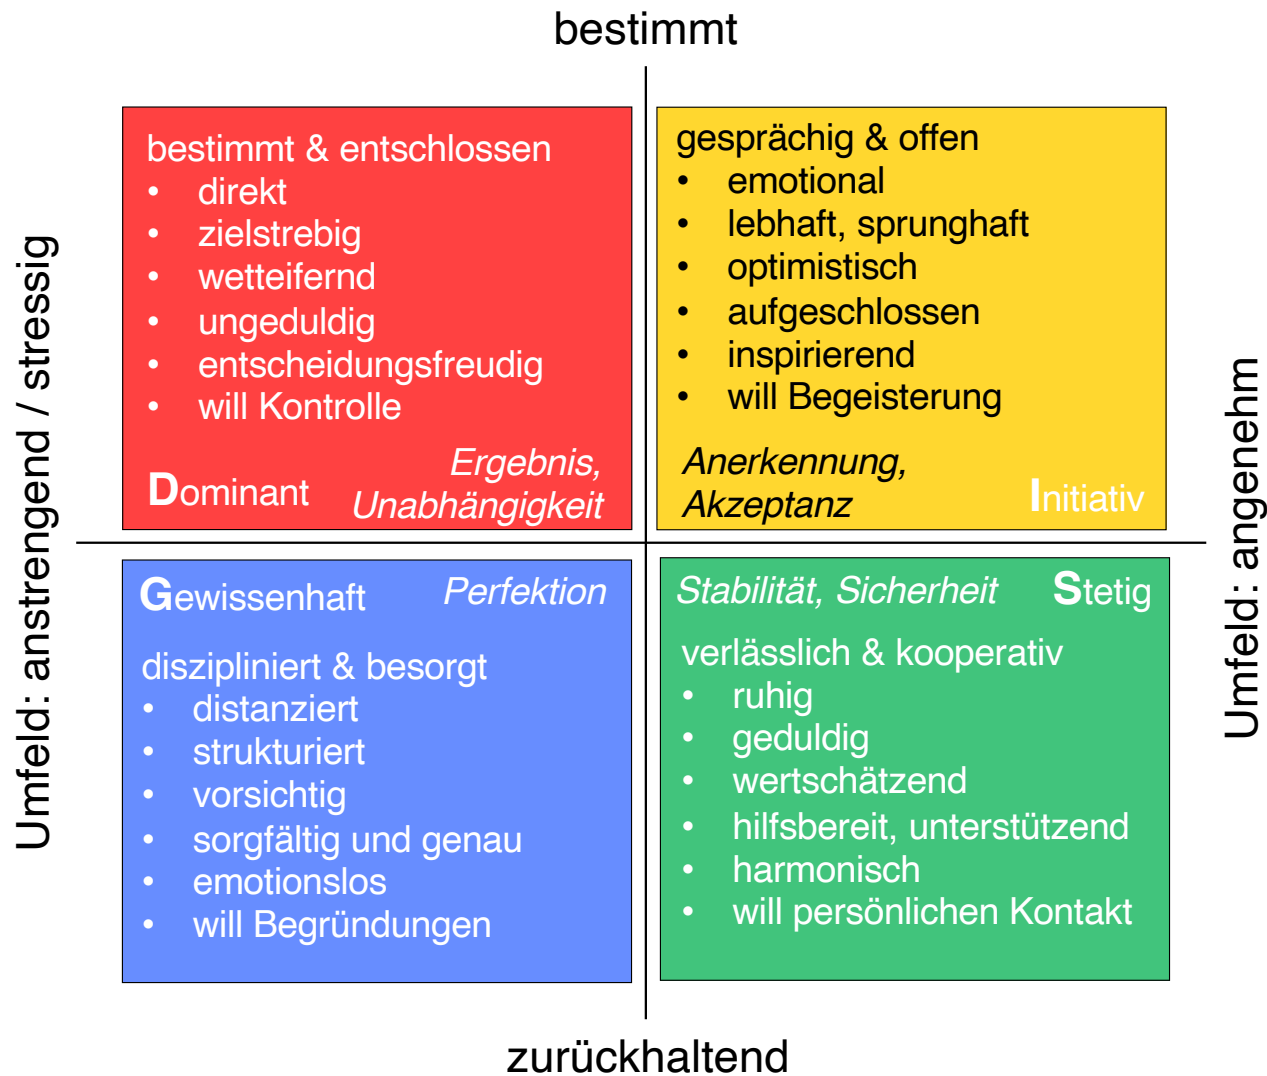 bestimmt
Umfeld: anstrengend / stressig
bestimmt & entschlossen
• direkt
• zielstrebig
• wetteifernd
• ungeduldig
• entscheidungsfreudig
• will Kontrolle
Ergebnis,
Unabhängigkeit
Dominant
gesprächig & offen
• emotional
• lebhaft, sprunghaft
• optimistisch
• aufgeschlossen
• inspirierend
• will Begeisterung
Anerkennung,
Akzeptanz
Initiativ
Gewissenhaft
Perfektion
diszipliniert & besorgt
• distanziert
• strukturiert
• vorsichtig
• sorgfältig und genau
• emotionslos
• will Begründungen
Stabilität, Sicherheit
Stetig
verlässlich & kooperativ
• ruhig
• geduldig
• wertschätzend
• hilfsbereit, unterstützend
• harmonisch
• will persönlichen Kontakt
Umfeld: angenehm
zurückhaltend